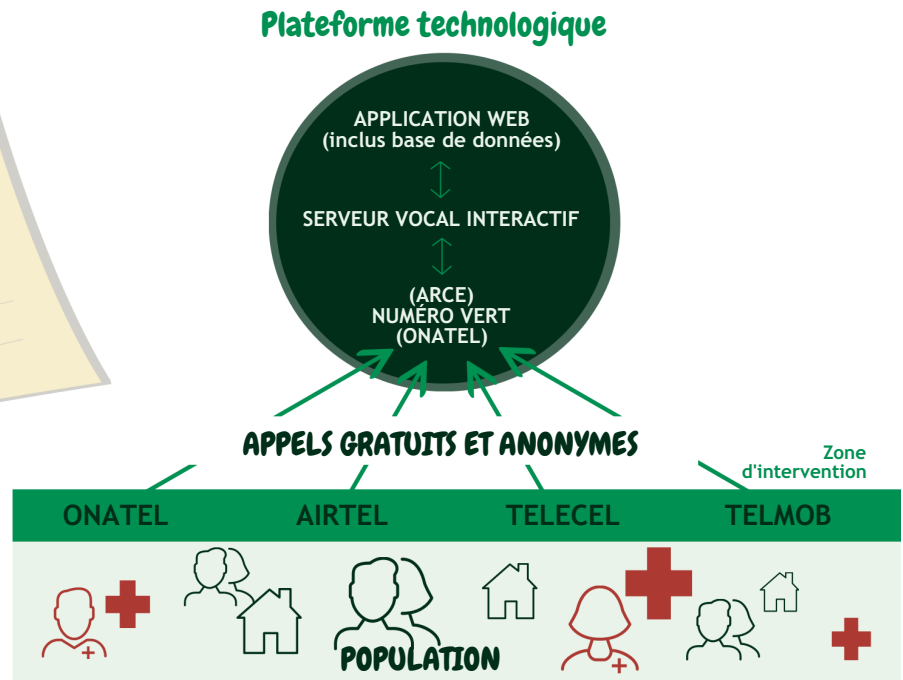 Plateforme technologique
APPLICATION WEB
(inclus base de données)
SERVEUR VOCAL INTERACTIF
(ARCE)
NUMÉRO VERT
(ONATEL)
APPELS GRATUITS ET ANONYMES
Zone
d'intervention
ONATEL AIRTEL TELECEL TELMOB
POPULATION